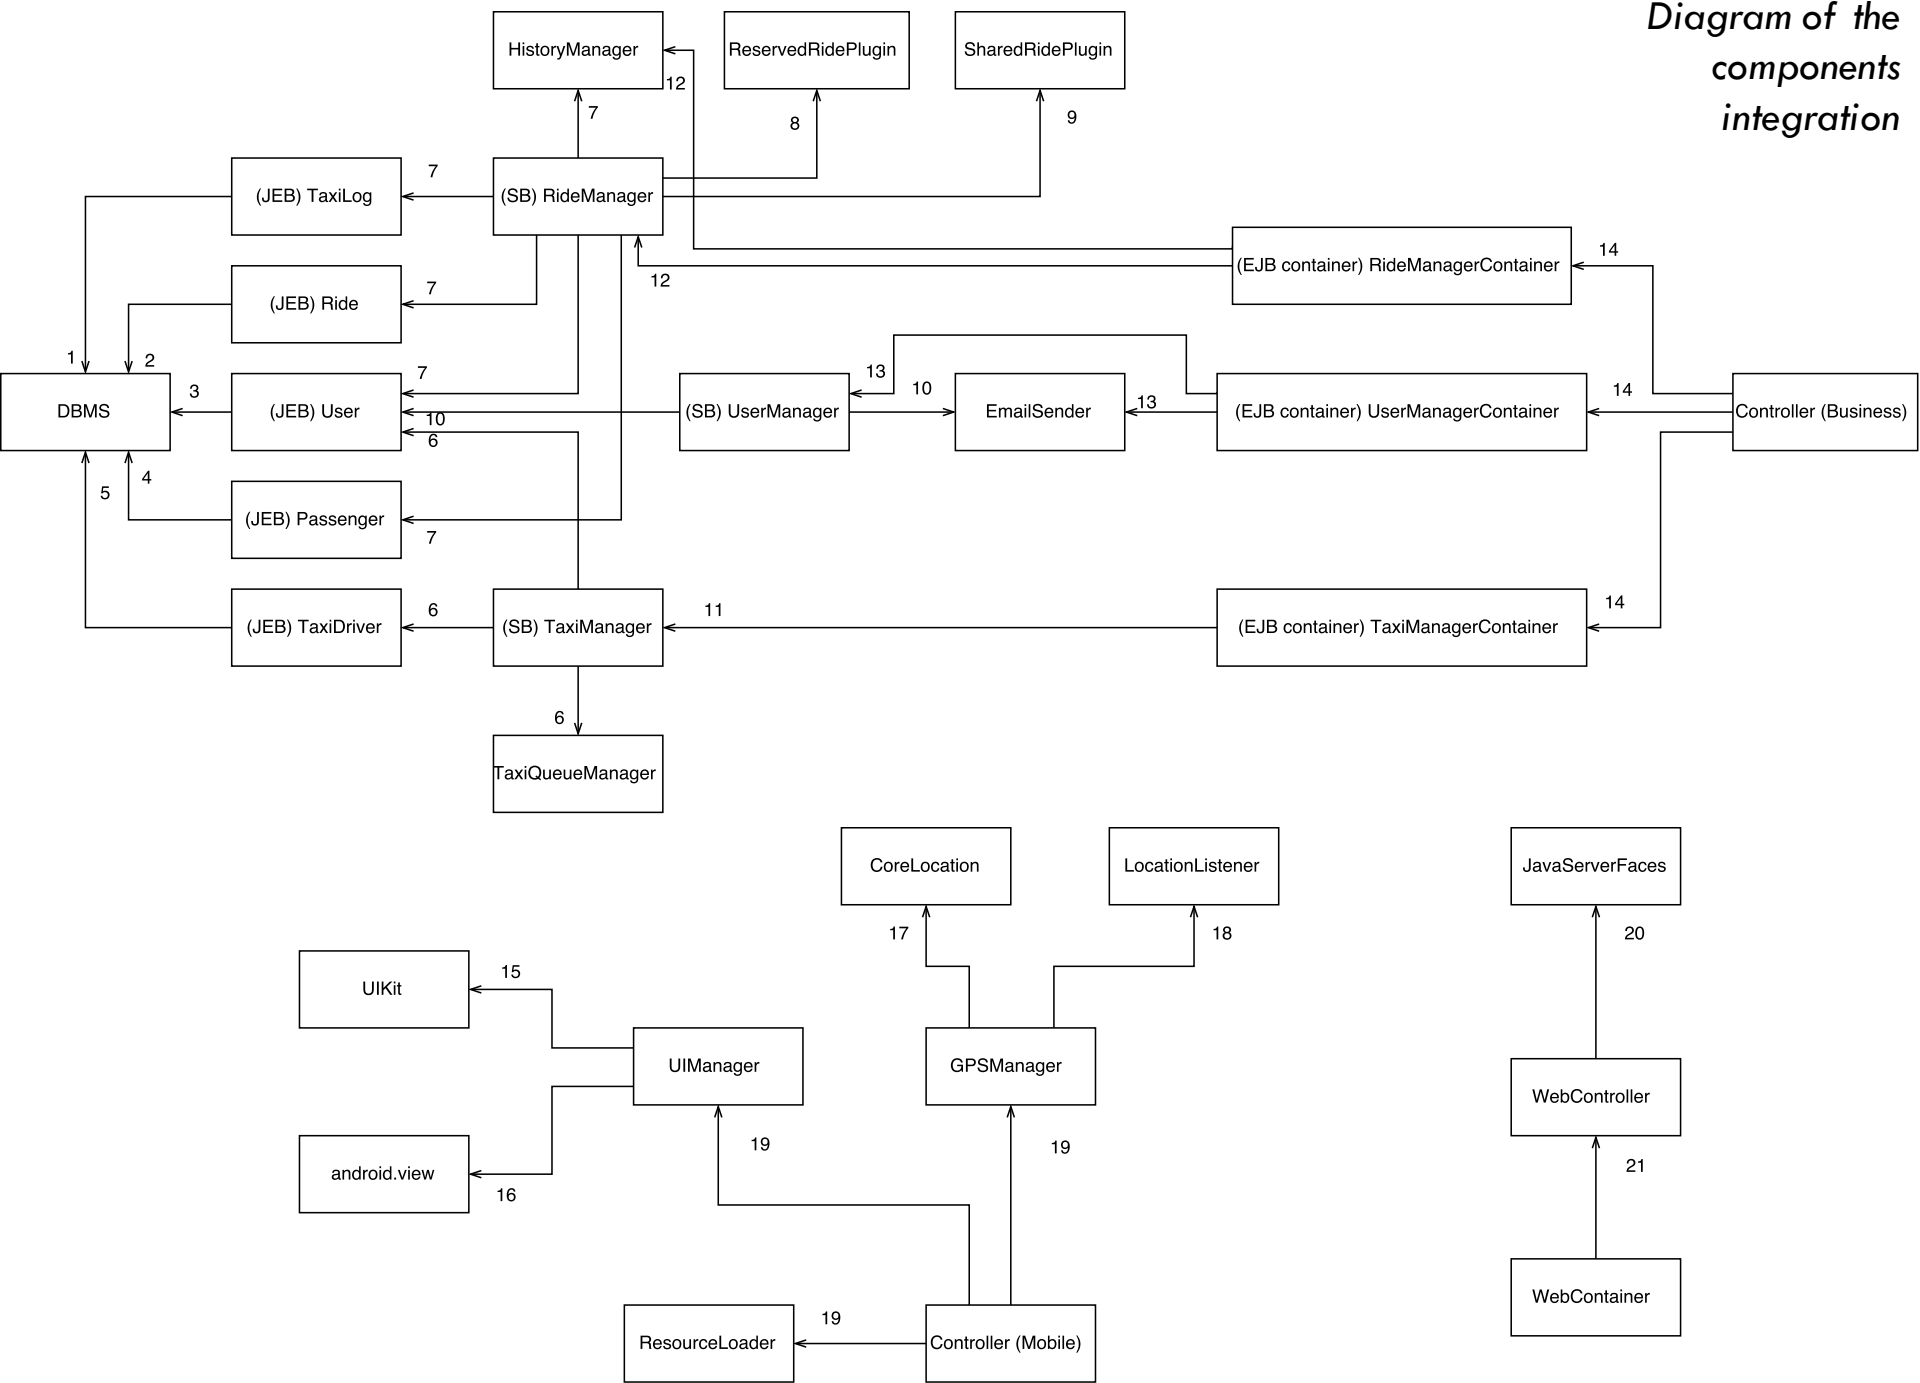 Diagram of the
components
integration
HistoryManager
ReservedRidePlugin
SharedRidePlugin
12
7
8
9
(JEB) TaxiLog
7
(SB) RideManager
14
(EJB container) RideManagerContainer
12
(JEB) Ride
7
1
2
3
7
13
10
14
DBMS
(JEB) User
(SB) UserManager
EmailSender
13
(EJB container) UserManagerContainer
Controller (Business)
10
6
5
4
(JEB) Passenger
7
(JEB) TaxiDriver
6
(SB) TaxiManager
11
(EJB container) TaxiManagerContainer
14
6
TaxiQueueManager
CoreLocation
LocationListener
JavaServerFaces
17
18
20
UIKit
15
UIManager
GPSManager
WebController
android.view
16
19
19
21
WebContainer
ResourceLoader
19
Controller (Mobile)